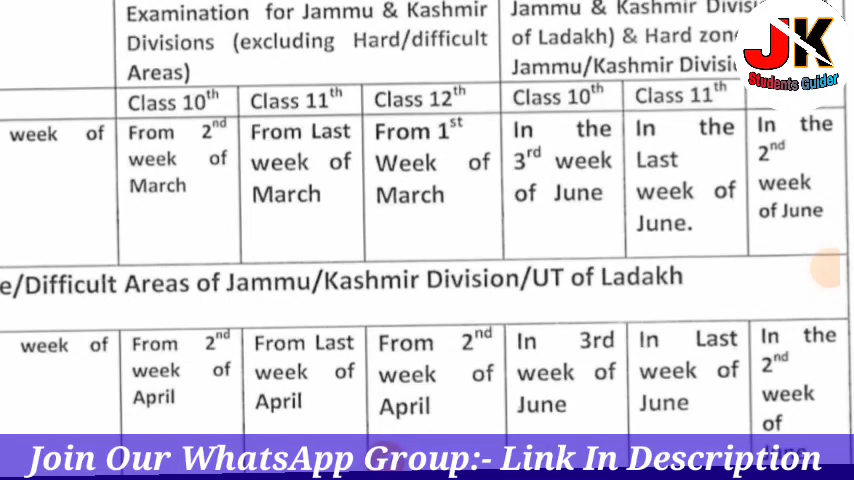 Examination for Jammu & Kashmir
Divisions (excluding Hard/difficult
Areas)
Jammu & Kashmir
of Ladakh) & Hard
Jammu/Kashmir
JK
Students Guider
Class 10th
Class 11th
Class 12th
Class 10th
Class 11th
week of
From 2nd
week of
March
From Last
week of
March
From 1st
Week of
March
In the
3rd week
of June
In the
Last
week of
June.
In the
2nd
week
of June
e/Difficult Areas of Jammu/Kashmir Division/UT of Ladakh
week of
From 2nd
week of
April
From Last
week of
April
From 2nd
week of
April
In 3rd
week of
June
In Last
week of
June
In the
2nd
week
of
Join Our WhatsApp Group:- Link In Description